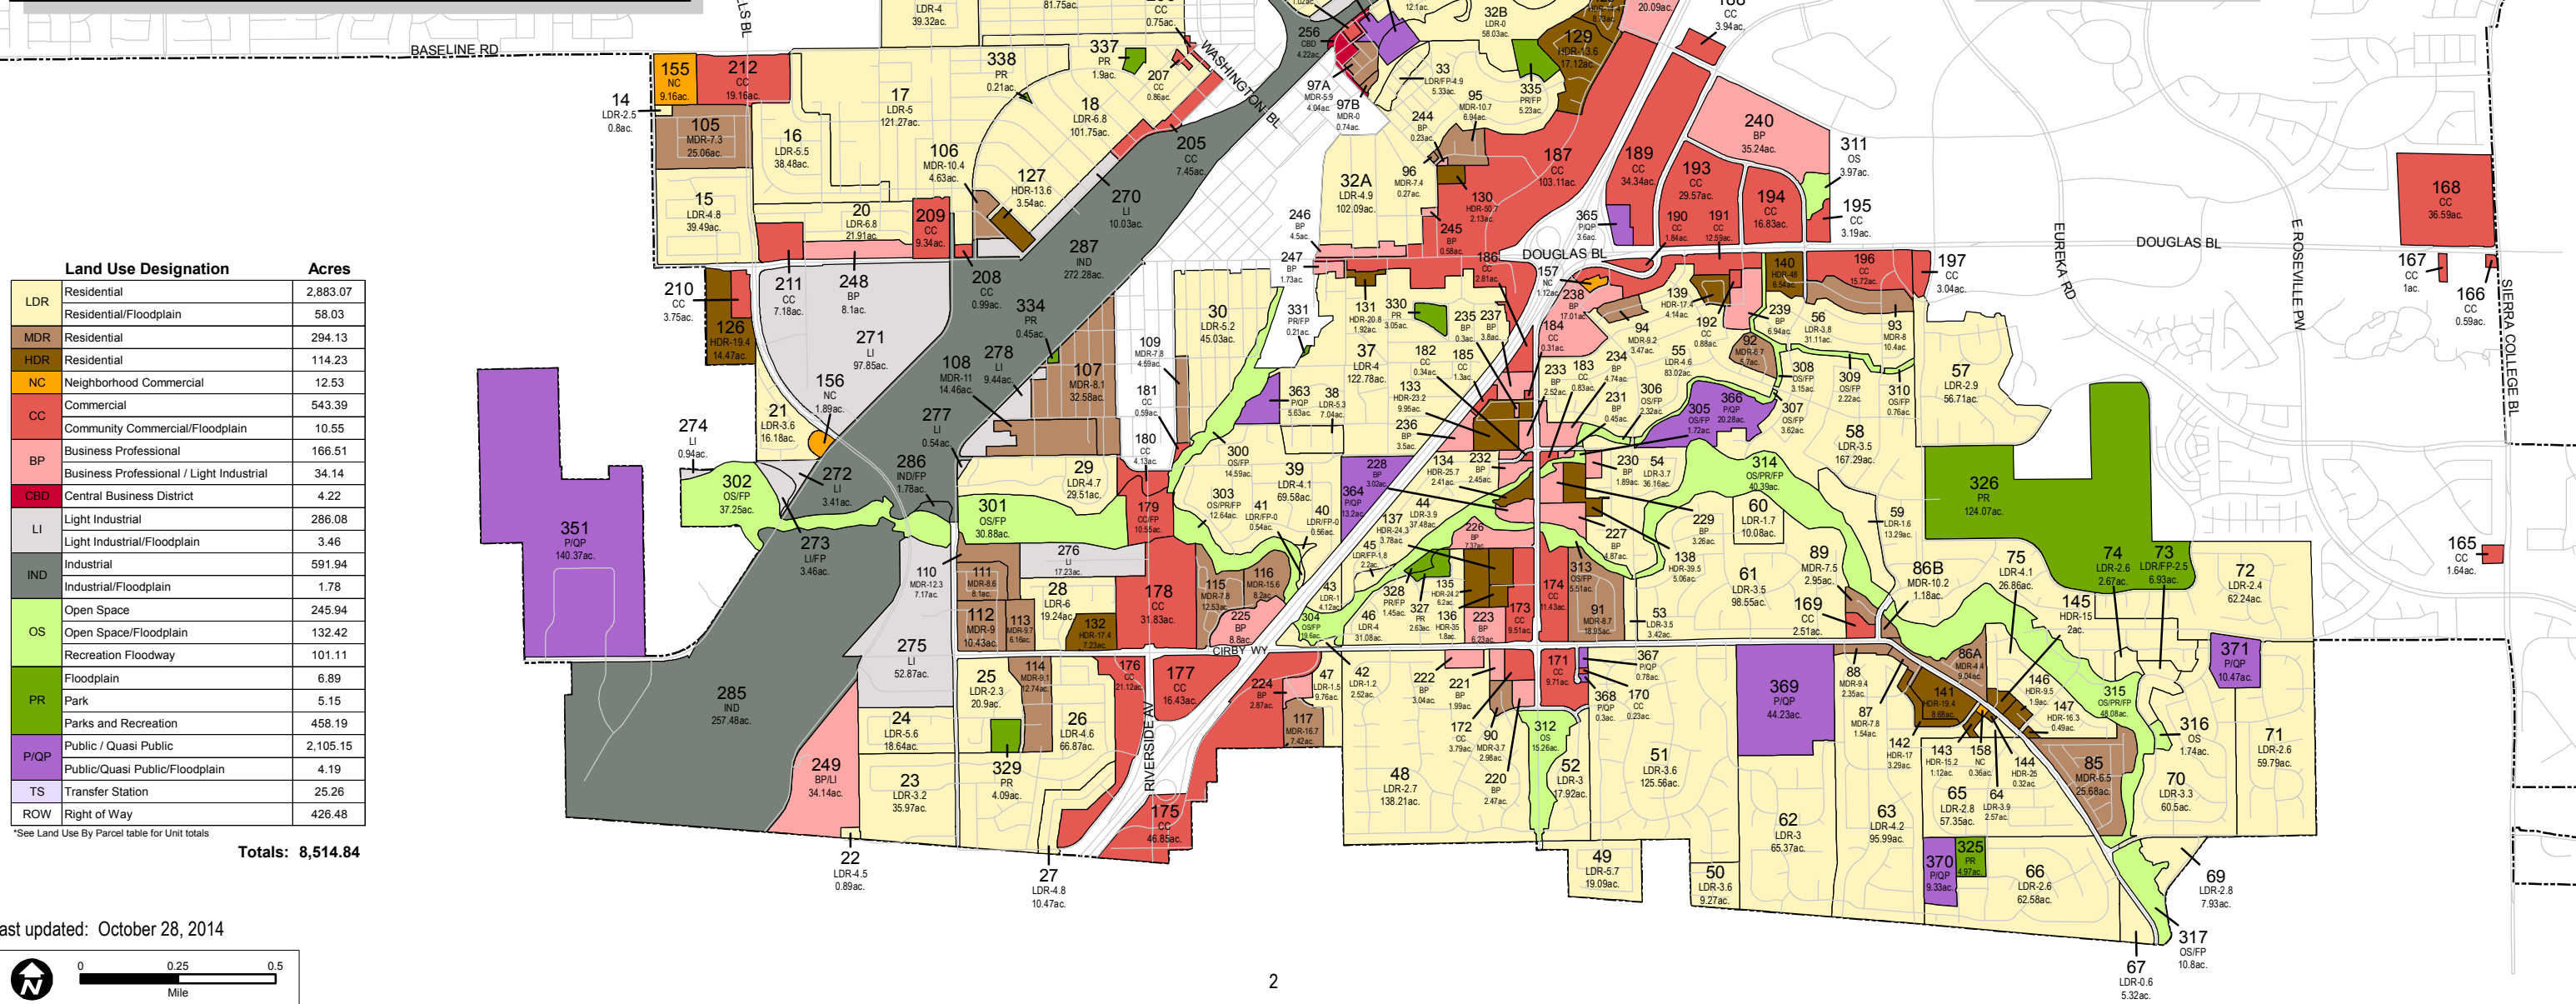 LDR-4
39.32ac.
81.75ac.
CC
0.75ac.
12.1ac.
32B
LDR-0
58.03ac.
20.09ac.
CC
3.94ac.
BASELINE RD
WASHINGTON BL
155
NC
9.16ac.
212
CC
19.16ac.
14
LDR-2.5
0.8ac.
105
MDR-7.3
25.06ac.
16
LDR-5.5
38.48ac.
17
LDR-5
121.27ac.
338
PR
0.21ac.
337
PR
1.9ac.
207
CC
0.86ac.
18
LDR-6.8
101.75ac.
256
CBD
4.22ac.
97A
MDR-5.9
4.04ac.
97B
MDR-0
0.74ac.
33
LDR/FP-4.9
5.33ac.
95
MDR-10.7
6.94ac.
335
PR/FP
5.23ac.
129
HDR-13.6
17.12ac.
244
BP
0.23ac.
96
MDR-7.4
0.27ac.
32A
LDR-4.9
102.09ac.
130
HDR-50.7
2.13ac.
187
CC
103.11ac.
189
CC
34.34ac.
240
BP
35.24ac.
193
CC
29.57ac.
194
CC
16.83ac.
311
OS
3.97ac.
195
CC
3.19ac.
190
CC
1.84ac.
191
CC
12.59ac.
365
P/QP
3.6ac.
168
CC
36.59ac.
15
LDR-4.8
39.49ac.
20
LDR-6.8
21.91ac.
209
CC
9.34ac.
106
MDR-10.4
4.63ac.
127
HDR-13.6
3.54ac.
270
LI
10.03ac.
205
CC
7.45ac.
287
IND
272.28ac.
246
BP
4.5ac.
247
BP
1.73ac.
245
BP
0.58ac.
186
CC
2.81ac.
DOUGLAS BL
DOUGLAS BL
EUREKA RD
E ROSEVILLE PW
SIERRA COLLEGE BL
167
CC
1ac.
166
CC
0.59ac.
165
CC
1.64ac.
210
CC
3.75ac.
126
HDR-19.4
14.47ac.
211
CC
7.18ac.
248
BP
8.1ac.
208
CC
0.99ac.
271
LI
97.85ac.
334
PR
0.45ac.
278
LI
9.44ac.
108
MDR-11
14.46ac.
107
MDR-8.1
32.58ac.
109
MDR-7.8
4.59ac.
181
CC
0.59ac.
180
CC
4.13ac.
30
LDR-5.2
45.03ac.
331
PR/FP
0.21ac.
131
HDR-20.8
1.92ac.
330
PR
3.05ac.
37
LDR-4
122.78ac.
363
P/QP
5.63ac.
38
LDR-5.3
7.04ac.
235
BP
0.3ac.
237
BP
3.8ac.
182
CC
0.34ac.
185
CC
1.3ac.
133
HDR-23.2
9.95ac.
236
BP
3.5ac.
157
NC
1.12ac.
238
BP
17.01ac.
184
CC
0.31ac.
94
MDR-9.2
3.47ac.
139
HDR-17.4
4.14ac.
192
CC
0.88ac.
140
HDR-48
6.54ac.
196
CC
15.72ac.
197
CC
3.04ac.
239
BP
6.94ac.
56
LDR-3.8
31.11ac.
93
MDR-8
10.4ac.
92
MDR-6.7
5.7ac.
55
LDR-4.6
83.02ac.
234
BP
4.74ac.
183
CC
0.83ac.
233
BP
2.52ac.
231
BP
0.45ac.
306
OS/FP
2.32ac.
305
OS/FP
1.72ac.
366
P/QP
20.28ac.
308
OS/FP
3.15ac.
307
OS/FP
3.62ac.
309
OS/FP
2.22ac.
310
OS/FP
0.76ac.
57
LDR-2.9
56.71ac.
58
LDR-3.5
167.29ac.
326
PR
124.07ac.
156
NC
1.89ac.
21
LDR-3.6
16.18ac.
274
LI
0.94ac.
302
OS/FP
37.25ac.
272
LI
3.41ac.
273
LI/FP
3.46ac.
277
LI
0.54ac.
286
IND/FP
1.78ac.
301
OS/FP
30.88ac.
29
LDR-4.7
29.51ac.
179
CC/FP
10.55ac.
300
OS/FP
14.59ac.
303
OS/PR/FP
12.64ac.
39
LDR-4.1
69.58ac.
41
LDR/FP-0
0.54ac.
40
LDR/FP-0
0.56ac.
228
BP
3.02ac.
364
P/QP
13.2ac.
134
HDR-25.7
2.41ac.
232
BP
2.45ac.
44
LDR-3.9
37.48ac.
137
HDR-24.3
3.78ac.
226
BP
7.37ac.
45
LDR/FP-1.8
2.2ac.
230
BP
1.89ac.
54
LDR-3.7
36.16ac.
229
BP
3.26ac.
227
BP
4.87ac.
138
HDR-39.5
5.06ac.
314
OS/PR/FP
40.39ac.
60
LDR-1.7
10.08ac.
59
LDR-1.6
13.29ac.
351
P/QP
140.37ac.
110
MDR-12.3
7.17ac.
111
MDR-8.6
8.1ac.
276
LI
17.23ac.
112
MDR-9
10.43ac.
113
MDR-9.7
6.16ac.
28
LDR-6
19.24ac.
132
HDR-17.4
7.23ac.
178
CC
31.83ac.
115
MDR-7.8
12.53ac.
116
MDR-15.6
8.2ac.
225
BP
8.8ac.
304
OS/FP
19.6ac.
43
LDR-1
4.12ac.
46
LDR-4
31.08ac.
328
PR/FP
1.45ac.
327
PR
2.63ac.
135
HDR-24.2
6.2ac.
136
HDR-35
1.8ac.
223
BP
6.23ac.
173
CC
9.51ac.
174
CC
11.43ac.
313
OS/FP
5.51ac.
91
MDR-8.7
18.95ac.
53
LDR-3.5
3.42ac.
61
LDR-3.5
98.55ac.
89
MDR-7.5
2.95ac.
169
CC
2.51ac.
86B
MDR-10.2
1.18ac.
75
LDR-4.1
26.86ac.
74
LDR-2.6
2.67ac.
73
LDR/FP-2.5
6.93ac.
72
LDR-2.4
62.24ac.
145
HDR-15
2ac.
CIRBY WY
RIVERSIDE AV
275
LI
52.87ac.
285
IND
257.48ac.
249
BP/LI
34.14ac.
24
LDR-5.6
18.64ac.
23
LDR-3.2
35.97ac.
22
LDR-4.5
0.89ac.
25
LDR-2.3
20.9ac.
114
MDR-9.1
12.74ac.
26
LDR-4.6
66.87ac.
329
PR
4.09ac.
27
LDR-4.8
10.47ac.
176
CC
21.12ac.
177
CC
16.43ac.
175
CC
46.85ac.
224
BP
2.87ac.
117
MDR-16.7
7.42ac.
47
LDR-1.5
9.76ac.
42
LDR-1.2
2.52ac.
48
LDR-2.7
138.21ac.
222
BP
3.04ac.
221
BP
1.99ac.
172
CC
3.79ac.
90
MDR-3.7
2.98ac.
220
BP
2.47ac.
171
CC
9.71ac.
367
P/QP
0.78ac.
368
P/QP
0.3ac.
170
CC
0.23ac.
312
OS
15.26ac.
52
LDR-3
17.92ac.
51
LDR-3.6
125.56ac.
49
LDR-5.7
19.09ac.
50
LDR-3.6
9.27ac.
369
P/QP
44.23ac.
62
LDR-3
65.37ac.
63
LDR-4.2
95.99ac.
88
MDR-9.4
2.35ac.
87
MDR-7.8
1.54ac.
86A
MDR-4.4
9.04ac.
141
HDR-19.4
8.68ac.
142
HDR-17
3.29ac.
143
HDR-15.2
1.12ac.
158
NC
0.36ac.
64
LDR-3.9
2.57ac.
144
HDR-25
0.32ac.
146
HDR-9.5
1.9ac.
147
HDR-16.3
0.49ac.
65
LDR-2.8
57.35ac.
85
MDR-6.5
25.68ac.
315
OS/PR/FP
48.08ac.
316
OS
1.74ac.
371
P/QP
10.47ac.
71
LDR-2.6
59.79ac.
70
LDR-3.3
60.5ac.
370
P/QP
9.33ac.
325
PR
4.97ac.
66
LDR-2.6
62.58ac.
69
LDR-2.8
7.93ac.
317
OS/FP
10.8ac.
67
LDR-0.6
5.32ac.
Land Use Designation Acres
LDR Residential 2,883.07
Residential/Floodplain 58.03
MDR Residential 294.13
HDR Residential 114.23
NC Neighborhood Commercial 12.53
CC Commercial 543.39
Community Commercial/Floodplain 10.55
BP Business Professional 166.51
Business Professional / Light Industrial 34.14
CBD Central Business District 4.22
LI Light Industrial 286.08
Light Industrial/Floodplain 3.46
IND Industrial 591.94
Industrial/Floodplain 1.78
OS Open Space 245.94
Open Space/Floodplain 132.42
Recreation Floodway 101.11
PR Floodplain 6.89
Park 5.15
Parks and Recreation 458.19
P/QP Public / Quasi Public 2,105.15
Public/Quasi Public/Floodplain 4.19
TS Transfer Station 25.26
ROW Right of Way 426.48
*See Land Use By Parcel table for Unit totals
Totals: 8,514.84
ast updated: October 28, 2014
N
0 0.25 0.5
Mile
2